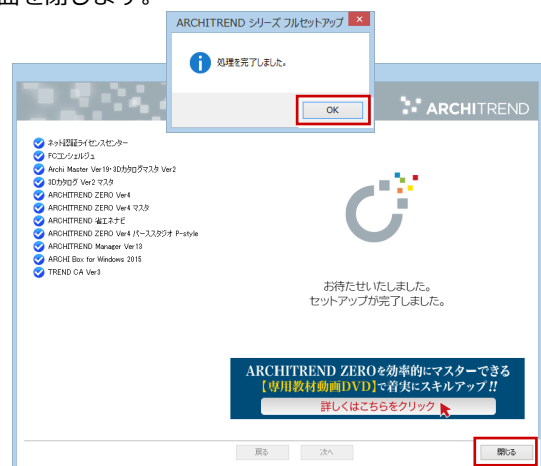 面を閉じます。
ARCHITREND シリーズ フルセットアップ
処理を完了しました。
OK
ARCHITREND
ネット認証ライセンスセンター
FCコンシェルジュ
Archi Master Ver19・3Dカタログマスタ Ver2
3Dカタログ Ver2 マスタ
ARCHITREND ZERO Ver4
ARCHITREND ZERO Ver4 マスタ
ARCHITREND 省エネナビ
ARCHITREND ZERO Ver4 パーススタジオ P-style
ARCHITREND Manager Ver13
ARCHI Box for Windows 2015
TREND CA Ver3
お待たせいたしました。
セットアップが完了しました。
ARCHITREND ZEROを効率的にマスターできる
【専用教材動画DVD】で着実にスキルアップ!!
詳しくはこちらをクリック
戻る
次へ
閉じる